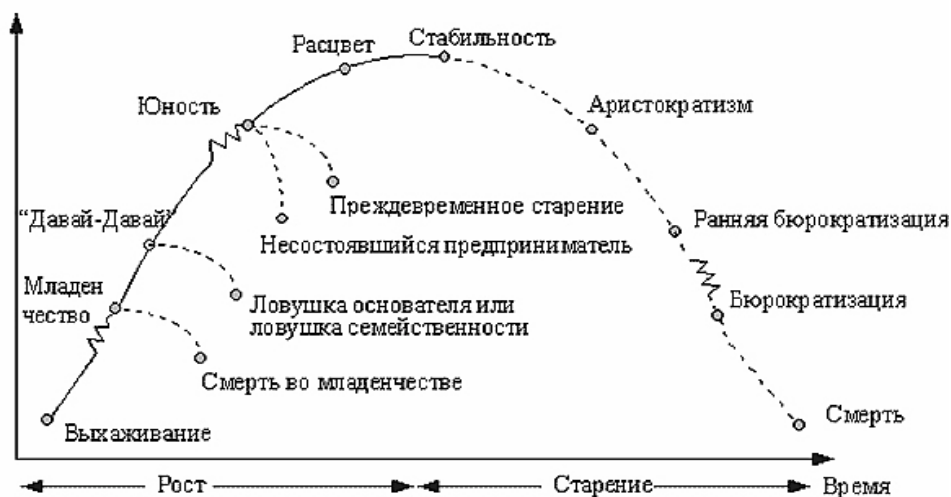 Стабильность
Расцвет
Юность
Аристократизм
Преждевременное старение
“Давай-Давай”
Несостоявшийся предприниматель
Ранняя бюрократизация
Младен
чество
Ловушка основателя или
ловушка семейственности
Бюрократизация
Смерть во младенчестве
Смерть
Выхаживание
Рост
Старение
Время